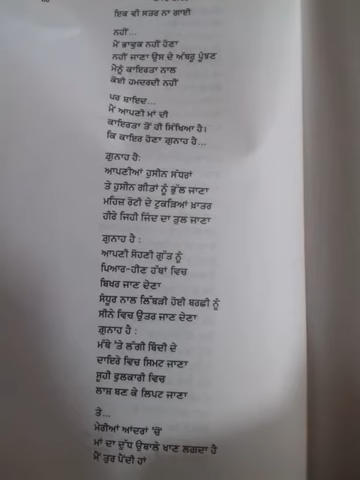 ਇਕ ਵੀ ਸਤਰ ਨਾ ਗਾਈ
ਨਹੀਂ...
ਮੈਂ ਭਾਵੁਕ ਨਹੀਂ ਹੋਣਾ
ਨਹੀਂ ਜਾਣਾ ਉਸ ਦੇ ਅੱਥਰੂ ਪੂੰਝਣ
ਮੈਨੂੰ ਕਾਇਰਤਾ ਨਾਲ
ਕੋਈ ਹਮਦਰਦੀ ਨਹੀਂ
ਪਰ ਸ਼ਾਇਦ...
ਮੈਂ ਆਪਣੀ ਮਾਂ ਦੀ
ਕਾਇਰਤਾ ਤੋਂ ਹੀ ਸਿੱਖਿਆ ਹੈ।
ਕਿ ਕਾਇਰ ਹੋਣਾ ਗੁਨਾਹ ਹੈ...
ਗੁਨਾਹ ਹੈ:
ਆਪਣੀਆਂ ਹੁਸੀਨ ਸੱਧਰਾਂ
ਤੇ ਹੁਸੀਨ ਗੀਤਾਂ ਨੂੰ ਭੁੱਲ ਜਾਣਾ
ਮਹਿਜ਼ ਰੋਟੀ ਦੇ ਟੁਕੜਿਆਂ ਖ਼ਾਤਰ
ਹੀਰੇ ਜਿਹੀ ਜਿੰਦ ਦਾ ਤੁਲ ਜਾਣਾ
ਗੁਨਾਹ ਹੈ :
ਆਪਣੀ ਸੋਹਣੀ ਗੁੱਤ ਨੂੰ
ਪਿਆਰ-ਹੀਣ ਹੱਥਾਂ ਵਿਚ
ਬਿਖਰ ਜਾਣ ਦੇਣਾ
ਸੰਧੂਰ ਨਾਲ ਲਿੱਬੜੀ ਹੋਈ ਬਰਛੀ ਨੂੰ
ਸੀਨੇ ਵਿਚ ਉਤਰ ਜਾਣ ਦੇਣਾ
ਗੁਨਾਹ ਹੈ :
ਮੱਥੇ 'ਤੇ ਲੱਗੀ ਬਿੰਦੀ ਦੇ
ਦਾਇਰੇ ਵਿਚ ਸਿਮਟ ਜਾਣਾ
ਸੂਹੀ ਫੁਲਕਾਰੀ ਵਿਚ
ਲਾਸ਼ ਬਣ ਕੇ ਲਿਪਟ ਜਾਣਾ
ਤੇ...
ਮੇਰੀਆਂ ਆਂਦਰਾਂ 'ਚੋਂ
ਮਾਂ ਦਾ ਦੁੱਧ ਉਬਾਲੇ ਖਾਣ ਲਗਦਾ ਹੈ
ਮੈਂ ਤੁਰ ਪੈਂਦੀ ਹਾਂ